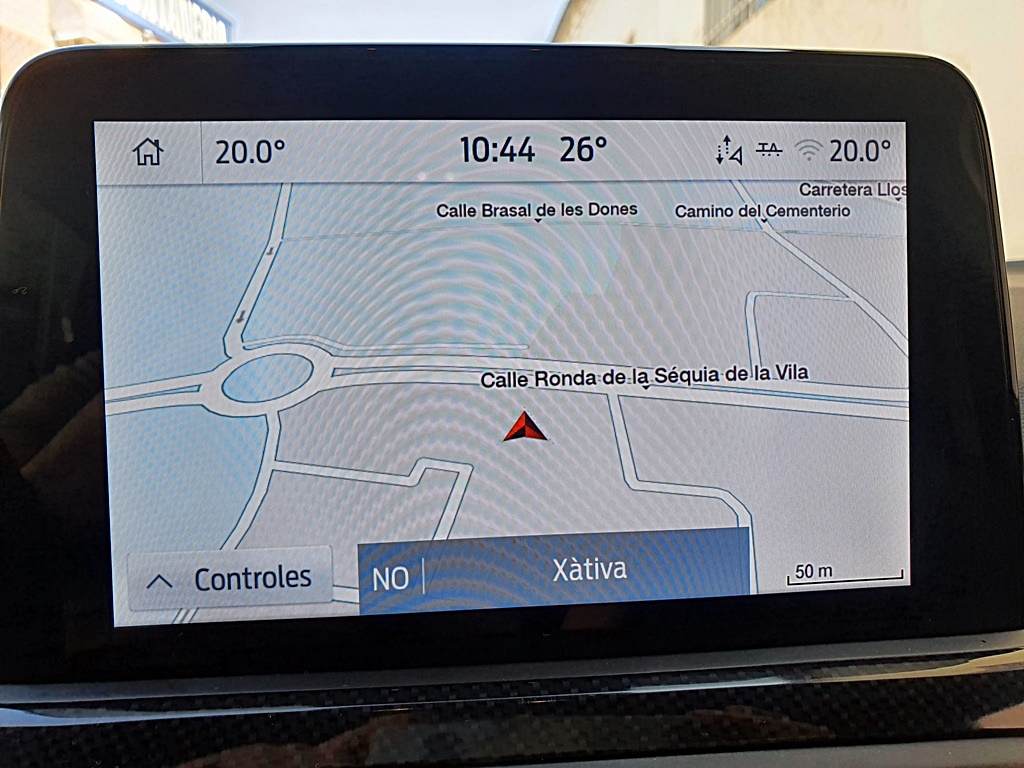 20.0°
10:44 26°
20.0°
Carretera Llos
Calle Brasal de les Dones
Camino del Cementerio
Calle Ronda de la Séquia de la Vila
Controles
NO
Xàtiva
50 m